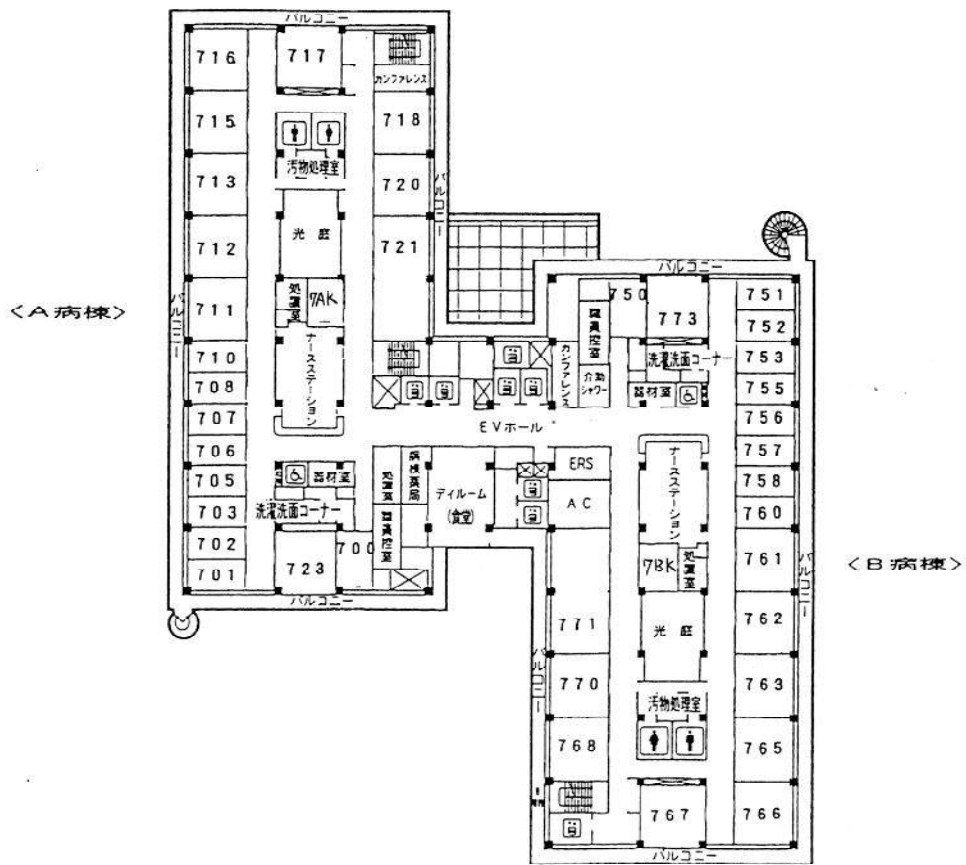 バルコニー
716
717
カンファレンス
715
718
汚物処理室
713
720
バルコニー
712
光庭
721
バルコニー
750
751
773
752
〈A病棟〉
バルコニー
711
処置室
7AK
職員控室
710
ナースステーション
カンファレンス
洗濯洗面コーナー
753
708
介助シャワー
器材室
755
707
756
EVホール
706
757
ERS
ナースステーション
705
器材室
処置室
病棟薬局
デイルーム
(食堂)
758
703
洗濯洗面コーナー
AC
760
702
700
職員控室
701
723
7BK
処置室
761
バルコニー
〈B病棟〉
バルコニー
771
光庭
762
バルコニー
770
763
汚物処理室
768
765
767
766
バルコニー